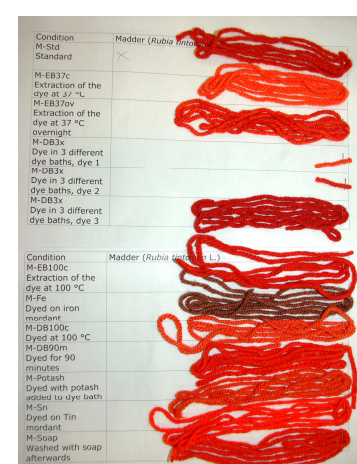 Condition Madder (Rubia tinto
M-Std
Standard
M-EB37c
Extraction of the
dye at 37 °C
M-EB37ov
Extraction of the
dye at 37 °C
overnight
M-DB3x
Dye in 3 different
dye baths, dye 1
M-DB3x
Dye in 3 different
dye baths, dye 2
M-DB3x
Dye in 3 different
dye baths, dye 3
Condition Madder (Rubia L.)
M-EB100c
Extraction of the
dye at 100 °C
M-Fe
Dyed on iron
mordant
M-DB100c
Dyed at 100 °C
M-DB90m
Dyed for 90
minutes
M-Potash
Dyed with potash
added to dye bath
M-Sn
Dyed on Tin
mordant
M-Soap
Washed with soap
afterwards